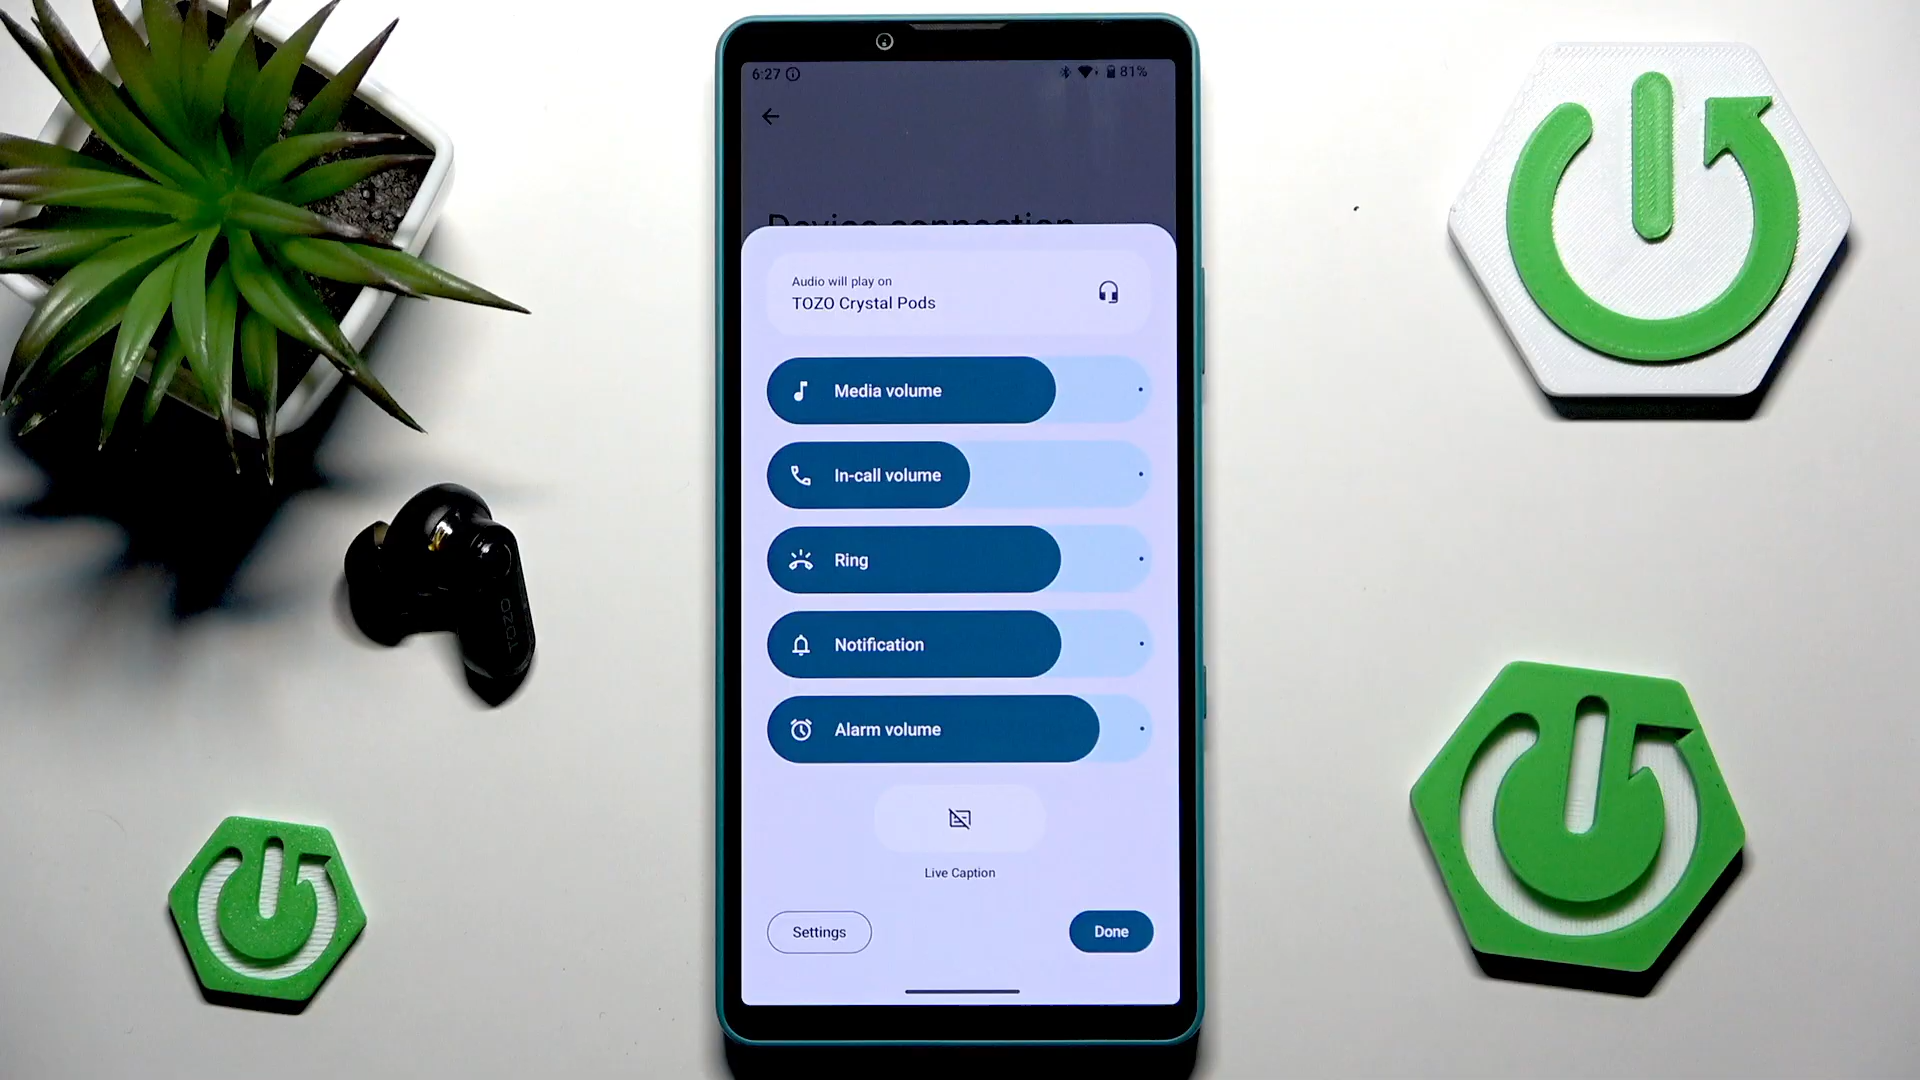 6:27
81%
Device connection
Audio will play on
TOZO Crystal Pods
Media volume
In-call volume
Ring
Notification
Alarm volume
Live Caption
Settings
Done
TOZO